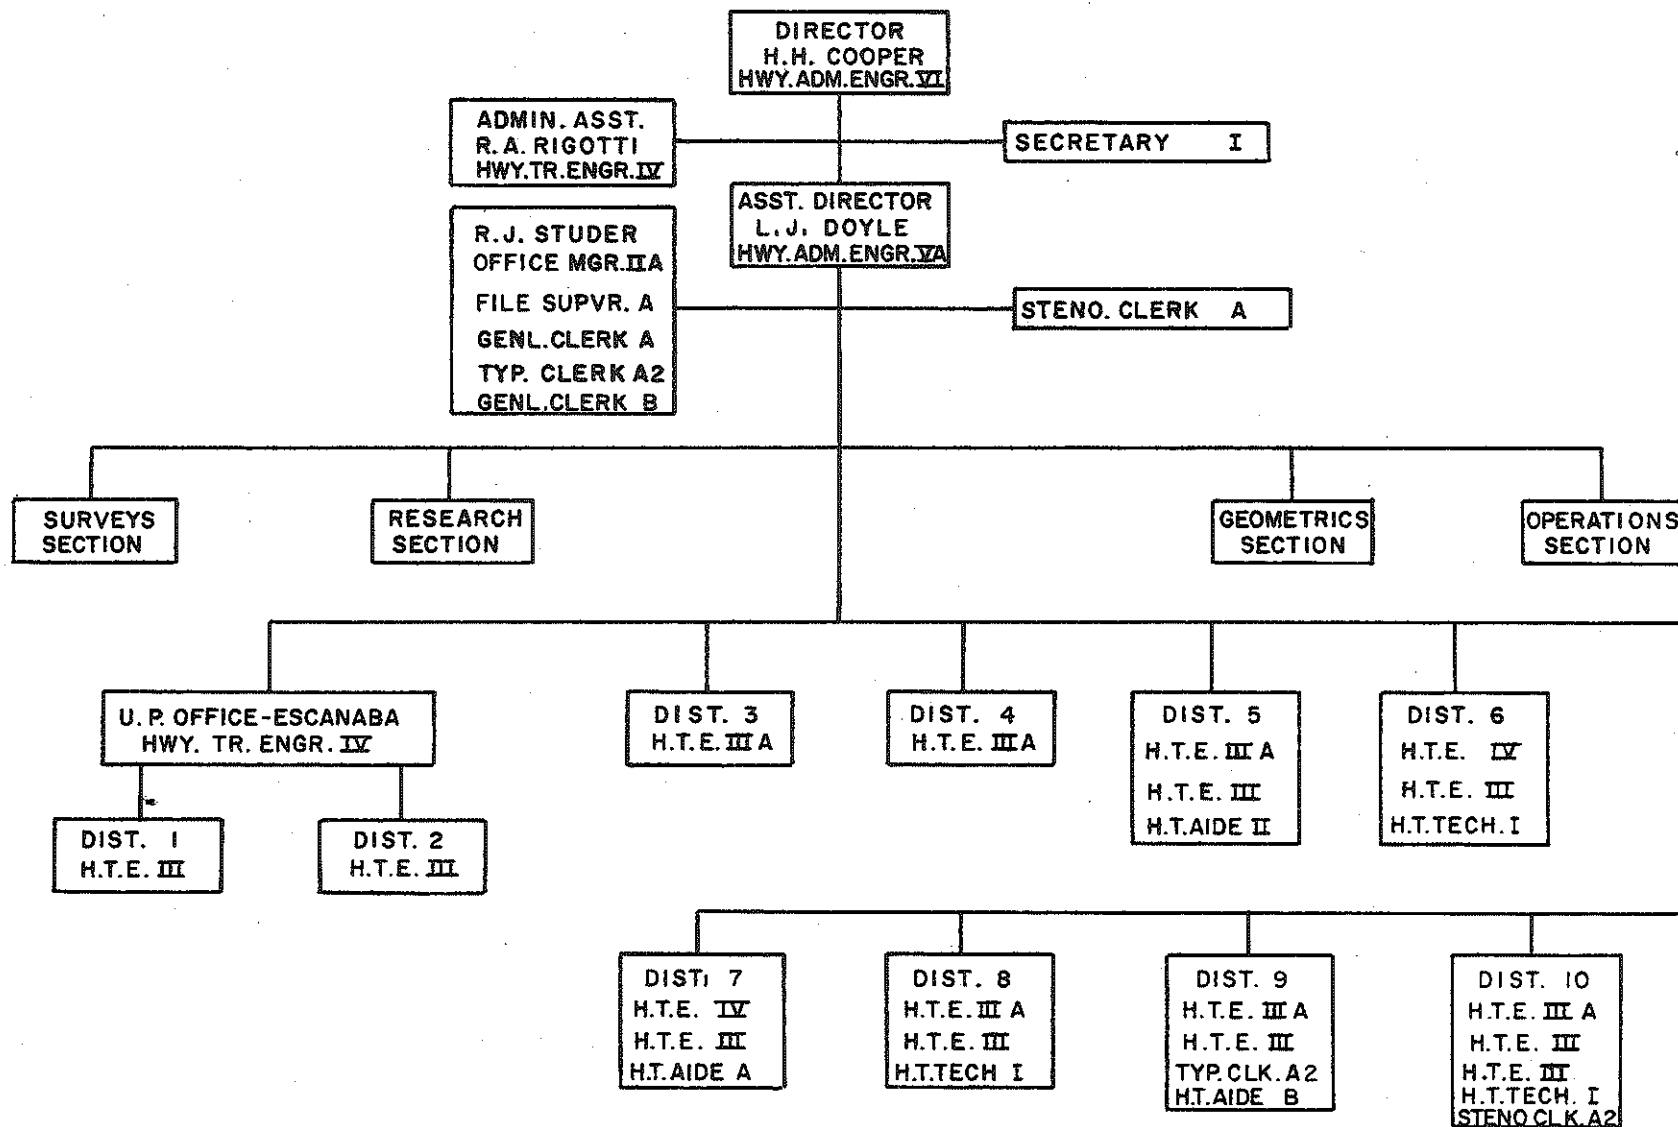 DIRECTOR
H.H. COOPER
HWY.ADM.ENGR.VI
ADMIN. ASST.
R.A. RIGOTTI
HWY.TR.ENGR.IV
SECRETARY I
ASST. DIRECTOR
L.J. DOYLE
HWY.ADM.ENGR.VA
R.J. STUDER
OFFICE MGR.IIA
FILE SUPVR. A
GENL.CLERK A
TYP. CLERK A2
GENL.CLERK B
STENO. CLERK A
SURVEYS
SECTION
RESEARCH
SECTION
GEOMETRICS
SECTION
OPERATIONS
SECTION
U.P. OFFICE-ESCANABA
HWY. TR. ENGR. IV
DIST. 3
H.T.E. III A
DIST. 4
H.T.E. III A
DIST. 5
H.T.E. III A
H.T.E. III
H.T.AIDE II
DIST. 6
H.T.E. IV
H.T.E. III
H.T.TECH. I
DIST. 1
H.T.E. III
DIST. 2
H.T.E. III
DIST. 7
H.T.E. IV
H.T.E. III
H.T.AIDE A
DIST. 8
H.T.E. III A
H.T.E. III
H.T.TECH I
DIST. 9
H.T.E. III A
H.T.E. III
TYP. CLK. A2
H.T.AIDE B
DIST. 10
H.T.E. III A
H.T.E. III
H.T.E. III
H.T.TECH. I
STENO CLK. A2